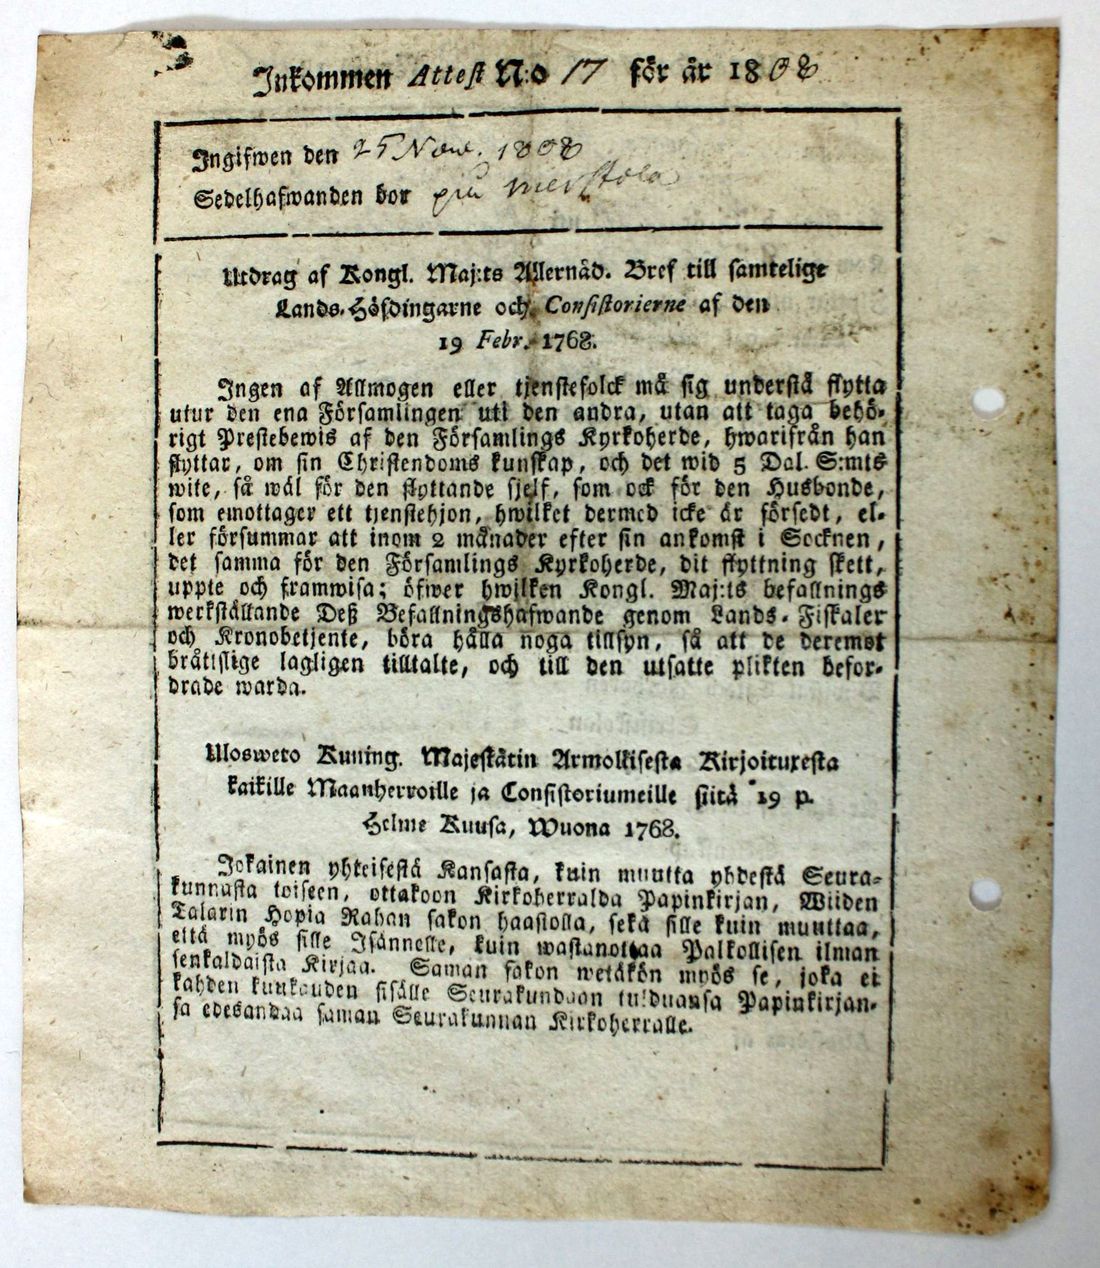 Inkommen Attest N:o 17 för år 1808
Ingifwen den 25 Nov. 1808
Sedelhafwanden bor
Utdrag af Kongl. Maj:ts Allernåd. Bref till samtelige
Lands-Höfdingarne och Consistorierne af den
19 Febr. 1768.
Ingen af Allmogen eller tjenstefolck må sig understå flytta
utur den ena Församlingen uti den andra, utan att taga behö-
rigt Prestebewis af den Församlings Kyrkoherde, hwarifrån han
flyttar, om sin Christendoms kunskap, och det wid 5 Dal. S:mts
wite, så wäl för den flyttande sjelf, som ock för den Husbonde,
som emottager ett tjenstehjon, hwilket dermed icke är försedt, el-
ler försummar att inom 2 månader efter sin ankomst i Socknen,
det samma för den Församlings Kyrkoherde, dit flyttning skett,
uppte och framwisa; öfwer hwilken Kongl. Maj:ts befallnings
werkställande Deß Befallningshafwande genom Lands-Fiskaler
och Kronobetjente, böra hålla noga tillsyn, så att de deremot
bråtislige lagligen tilltalte, och till den utsatte plikten befor-
drade warda.
Ulosweto Kuning. Majestätin Armollisesta Kirjoituxesta
kaikille Maanherroille ja Consistoriumeille siitä 19 p.
Helme Kuusa, Wuona 1768.
Jokainen yhteisestä Kansasta, kuin muutta yhdestä Seura-
kunnasta toiseen, ottakoon Kirkoherralda Papinkirjan, Wiiden
Talarin Hopia Rahan sakon haastolla, sekä sille kuin muuttaa,
että myös sille Isännelle, kuin wastanottaa Palkollisen ilman
senkaldaista Kirjaa. Saman sakon wetäkön myös se, joka ei
kahden kuukauden sisälle Seurakundaan tulduansa Papinkirjan-
sa edesandaa saman Seurakunnan Kirkoherralle.